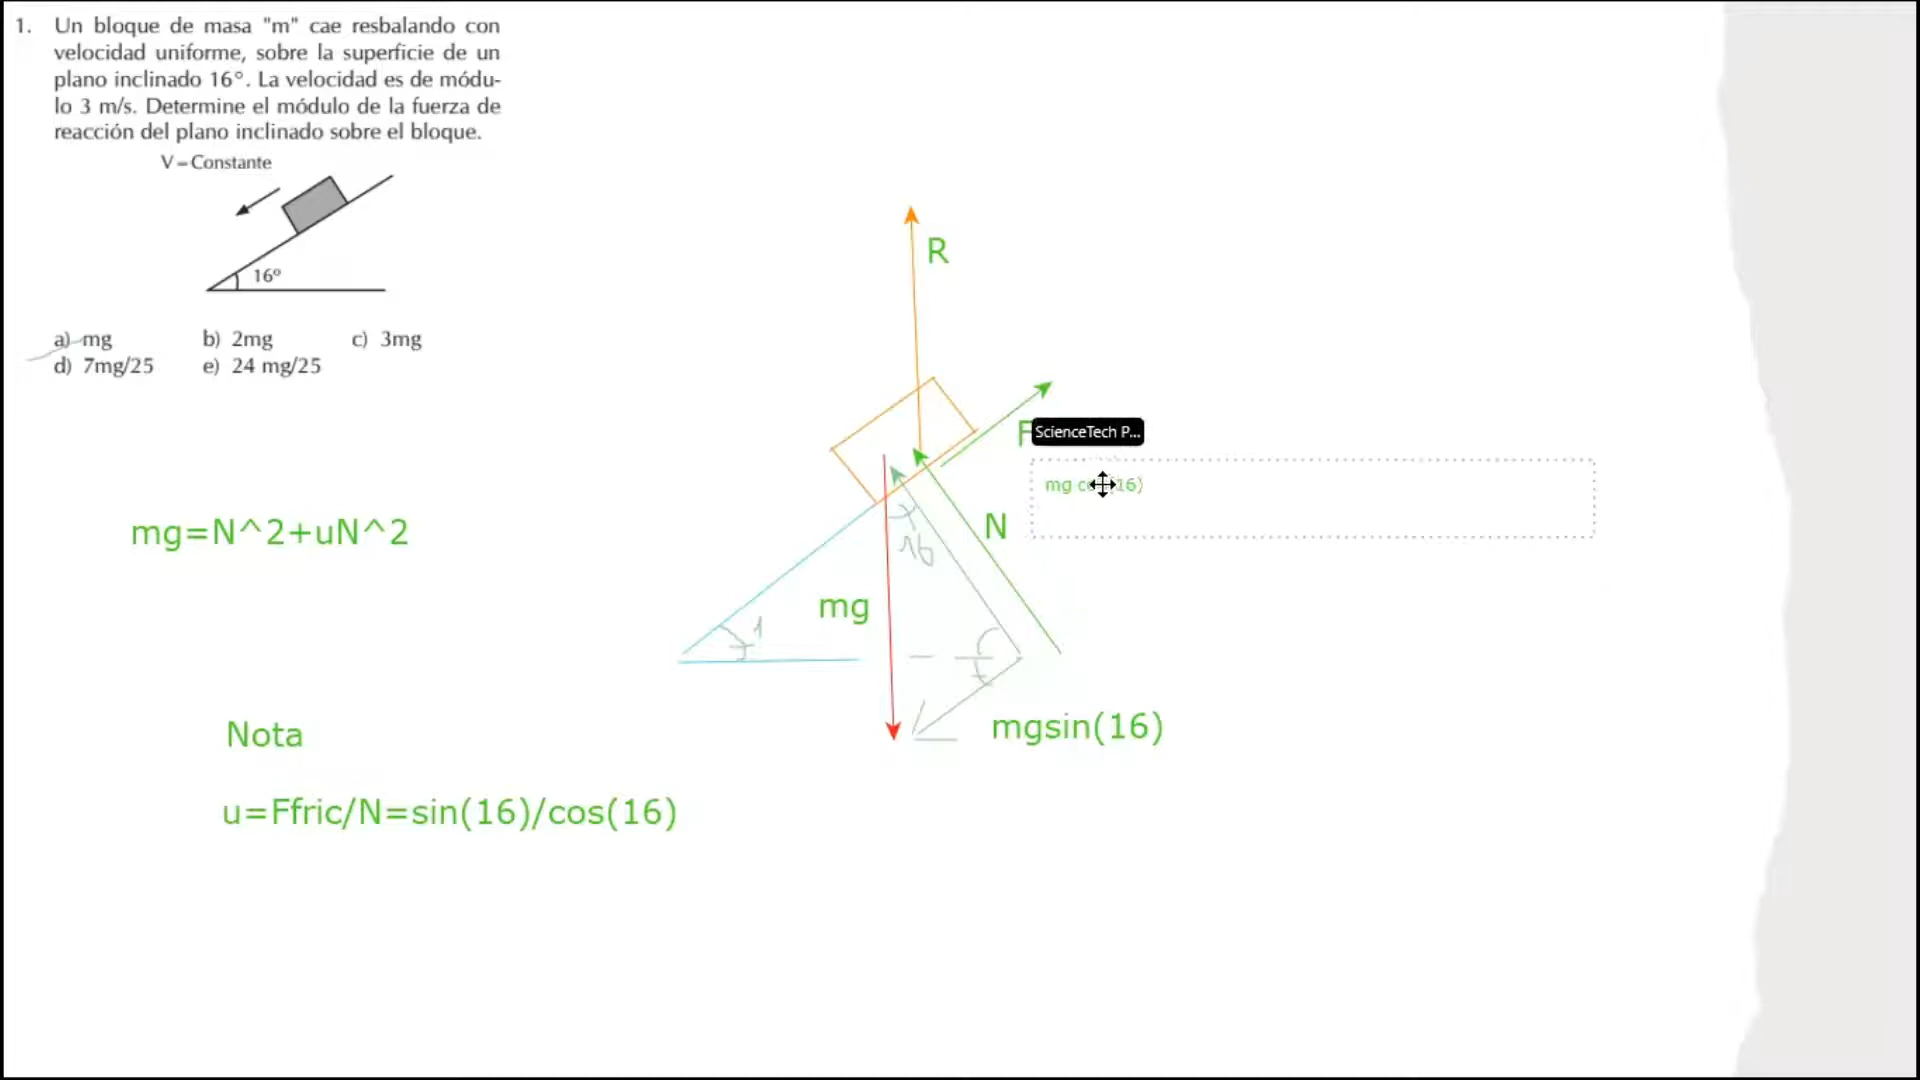 1. Un bloque de masa "m" cae resbalando con
velocidad uniforme, sobre la superficie de un
plano inclinado 16°. La velocidad es de módu-
lo 3 m/s. Determine el módulo de la fuerza de
reacción del plano inclinado sobre el bloque.
V=Constante
16º
a) mg b) 2mg c) 3mg
d) 7mg/25 e) 24 mg/25
R
F
ScienceTech P...
mg
16)
N
16
mg=N^2+uN^2
mg
1
mgsin(16)
Nota
u=Ffric/N=sin(16)/cos(16)